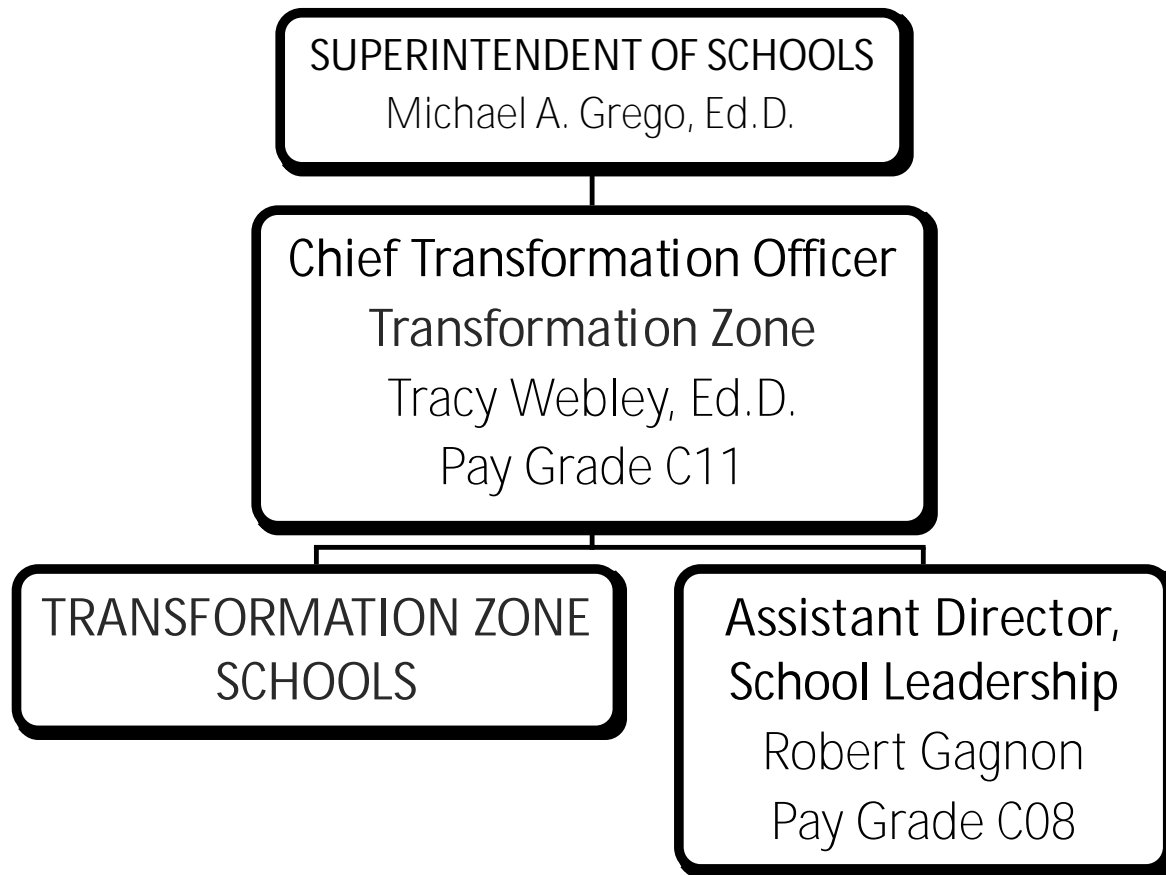 SUPERINTENDENT OF SCHOOLS
Michael A. Grego, Ed.D.
Chief Transformation Officer
Transformation Zone
Tracy Webley, Ed.D.
Pay Grade C11
TRANSFORMATION ZONE
SCHOOLS
Assistant Director,
School Leadership
Robert Gagnon
Pay Grade C08